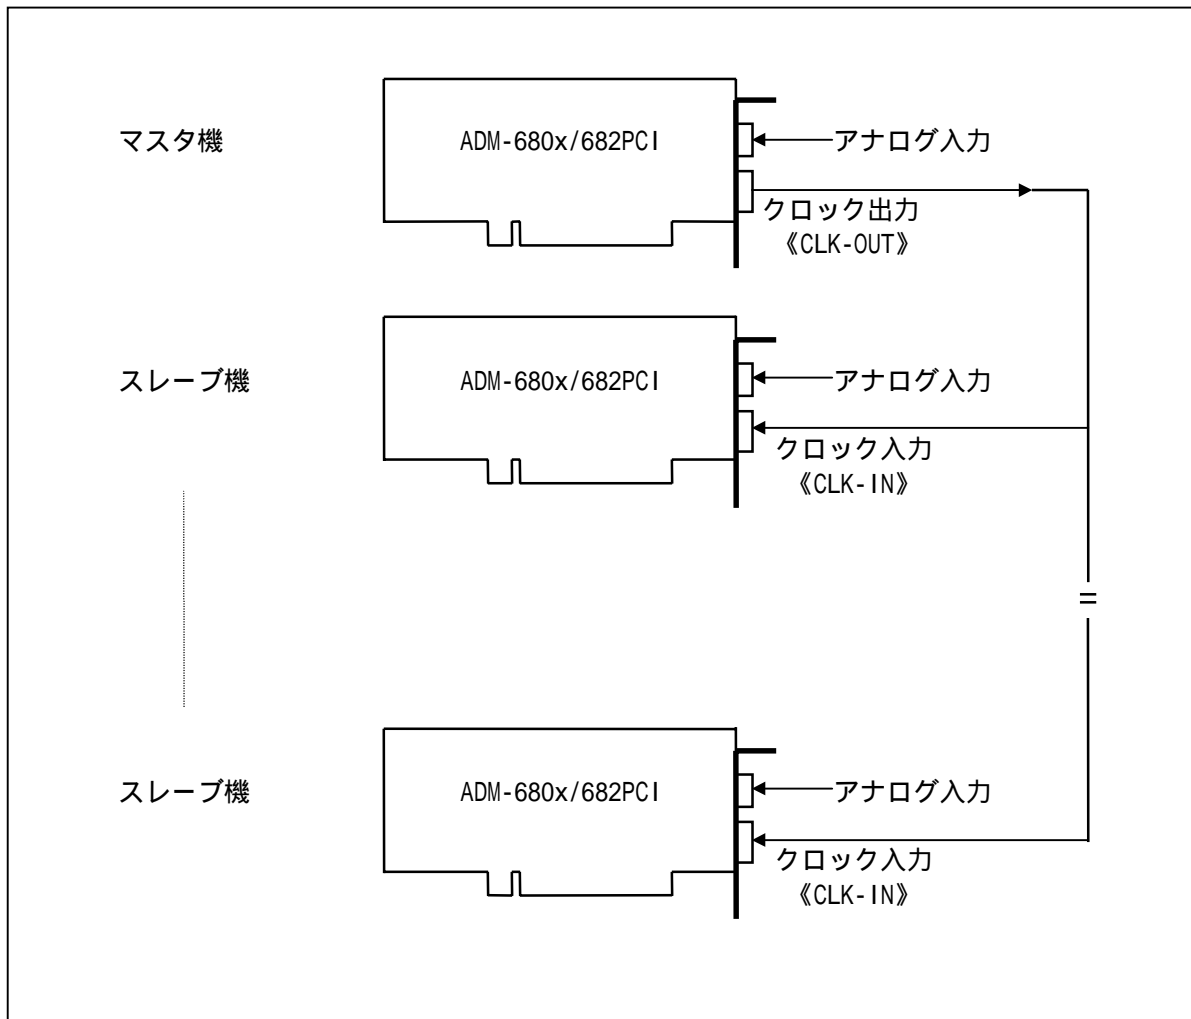 マスタ機
ADM-680x/682PCI
アナログ入力
クロック出力
《CLK-OUT》
スレーブ機
ADM-680x/682PCI
アナログ入力
クロック入力
《CLK-IN》
=
スレーブ機
ADM-680x/682PCI
アナログ入力
クロック入力
《CLK-IN》